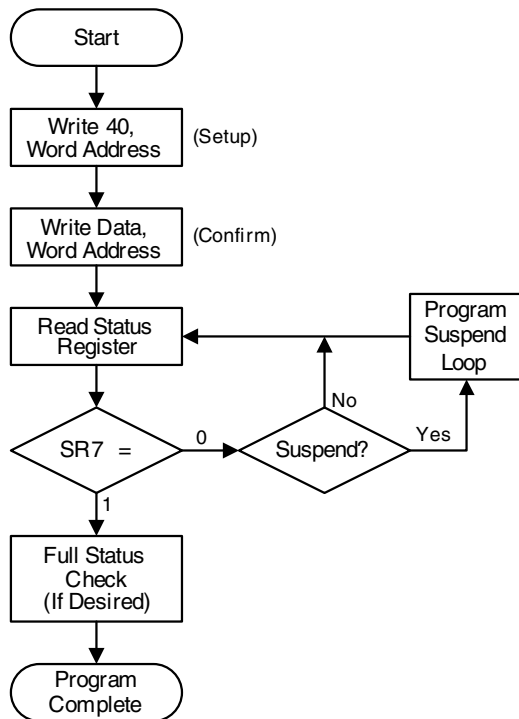 Start
Write 40,
Word Address
(Setup)
Write Data,
Word Address
(Confirm)
Read Status
Register
Program
Suspend
Loop
No
SR7 =
0
Suspend?
Yes
1
Full Status
Check
(If Desired)
Program
Complete